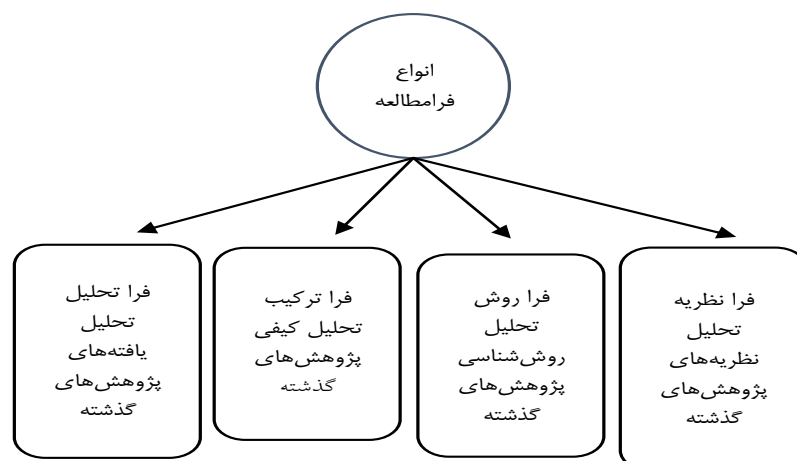 انواع
فرامطالعه
فرا نظریه
تحلیل
نظریه‌های
پژوهش‌های
گذشته
فرا روش
تحلیل
روش‌شناسی
پژوهش‌های
گذشته
فرا ترکیب
تحلیل کیفی
پژوهش‌های
گذشته
فرا تحلیل
تحلیل
یافته‌های
پژوهش‌های
گذشته